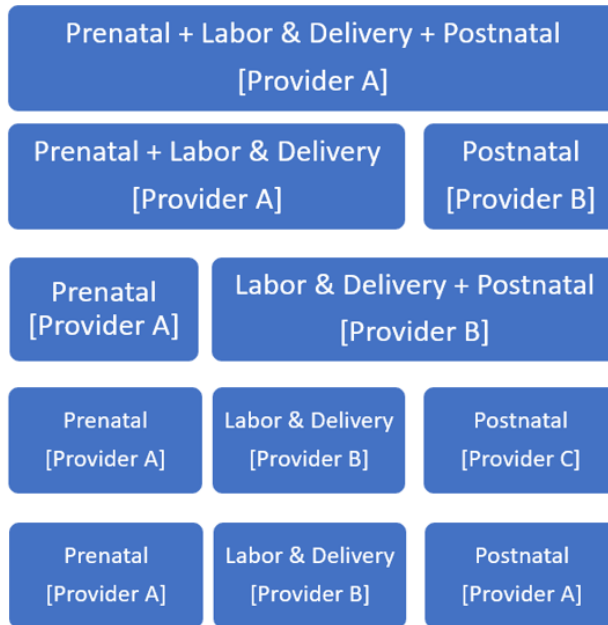 Prenatal + Labor & Delivery + Postnatal
[Provider A]
Prenatal + Labor & Delivery
[Provider A]
Postnatal
[Provider B]
Prenatal
[Provider A]
Labor & Delivery + Postnatal
[Provider B]
Prenatal
[Provider A]
Labor & Delivery
[Provider B]
Postnatal
[Provider C]
Prenatal
[Provider A]
Labor & Delivery
[Provider B]
Postnatal
[Provider A]